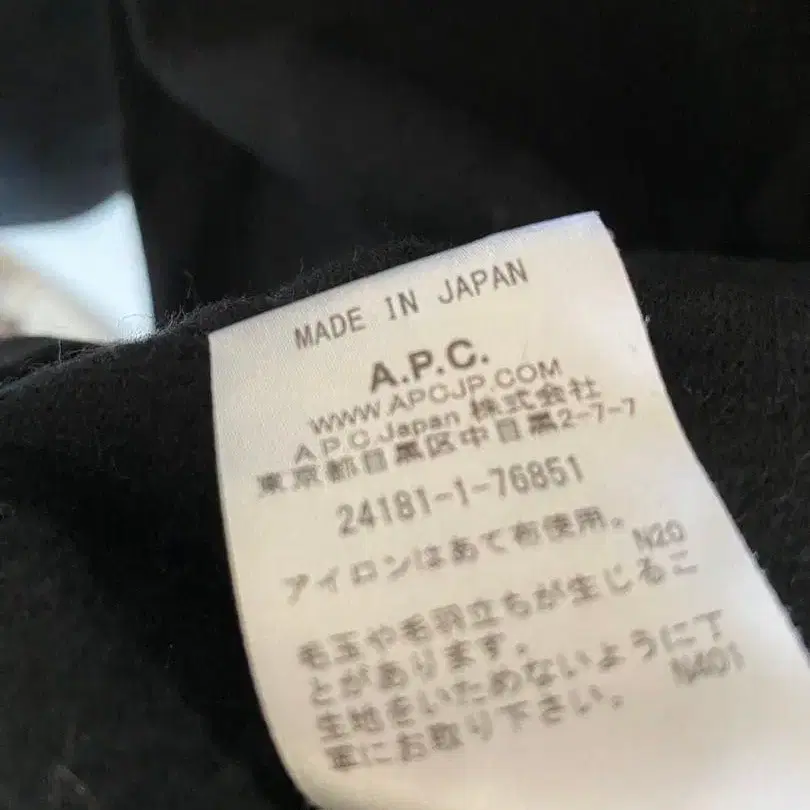 MADE IN JAPAN
A.P.C.
WWW.APCJP.COM
A P C Japan 株式会社
東京都目黒区中目黒2-7-7
24181-1-76851
アイロンはあて布使用。
N20
毛玉や毛羽立ちが生じるこ
とがあります。
生地をいためないように丁
寧にお取り下さい。
N401